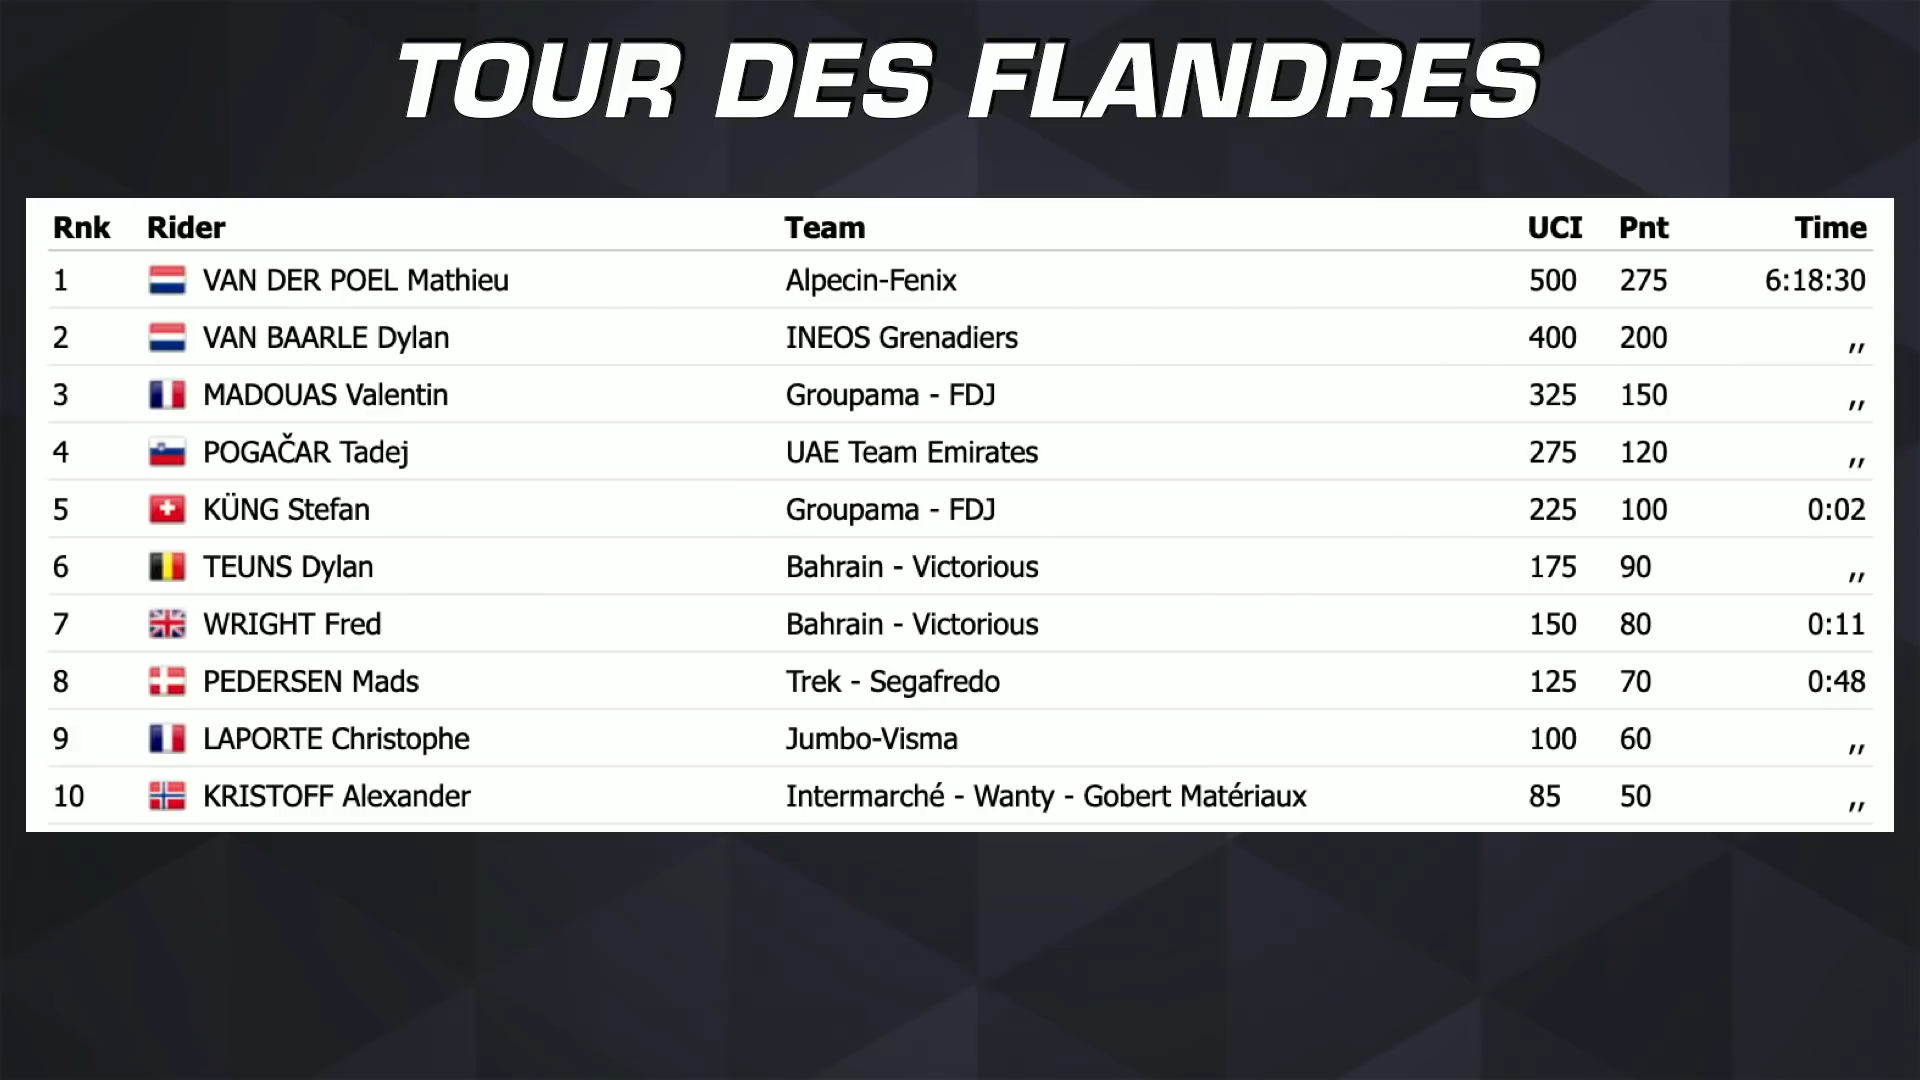 TOUR DES FLANDRES
Rnk Rider Team UCI Pnt Time
1 VAN DER POEL Mathieu Alpecin-Fenix 500 275 6:18:30
2 VAN BAARLE Dylan INEOS Grenadiers 400 200 ,,
3 MADOUAS Valentin Groupama - FDJ 325 150 ,,
4 POGAČAR Tadej UAE Team Emirates 275 120 ,,
5 KÜNG Stefan Groupama - FDJ 225 100 0:02
6 TEUNS Dylan Bahrain - Victorious 175 90 ,,
7 WRIGHT Fred Bahrain - Victorious 150 80 0:11
8 PEDERSEN Mads Trek - Segafredo 125 70 0:48
9 LAPORTE Christophe Jumbo-Visma 100 60 ,,
10 KRISTOFF Alexander Intermarché - Wanty - Gobert Matériaux 85 50 ,,